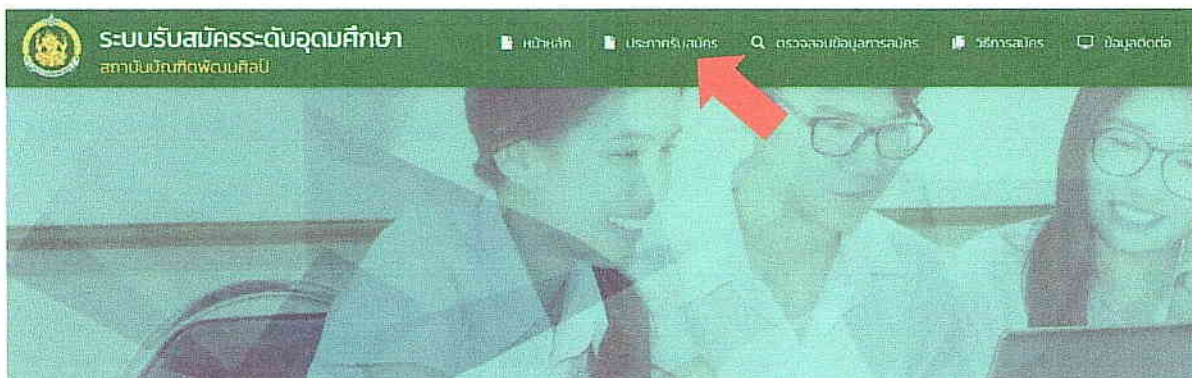 ระบบรับสมัครระดับอุดมศึกษา
สถาบันบัณฑิตพัฒนศิลป์
หน้าหลัก ประกาศรับสมัคร ตรวจสอบข้อมูลการสมัคร วิธีการสมัคร ข้อมูลติดต่อ